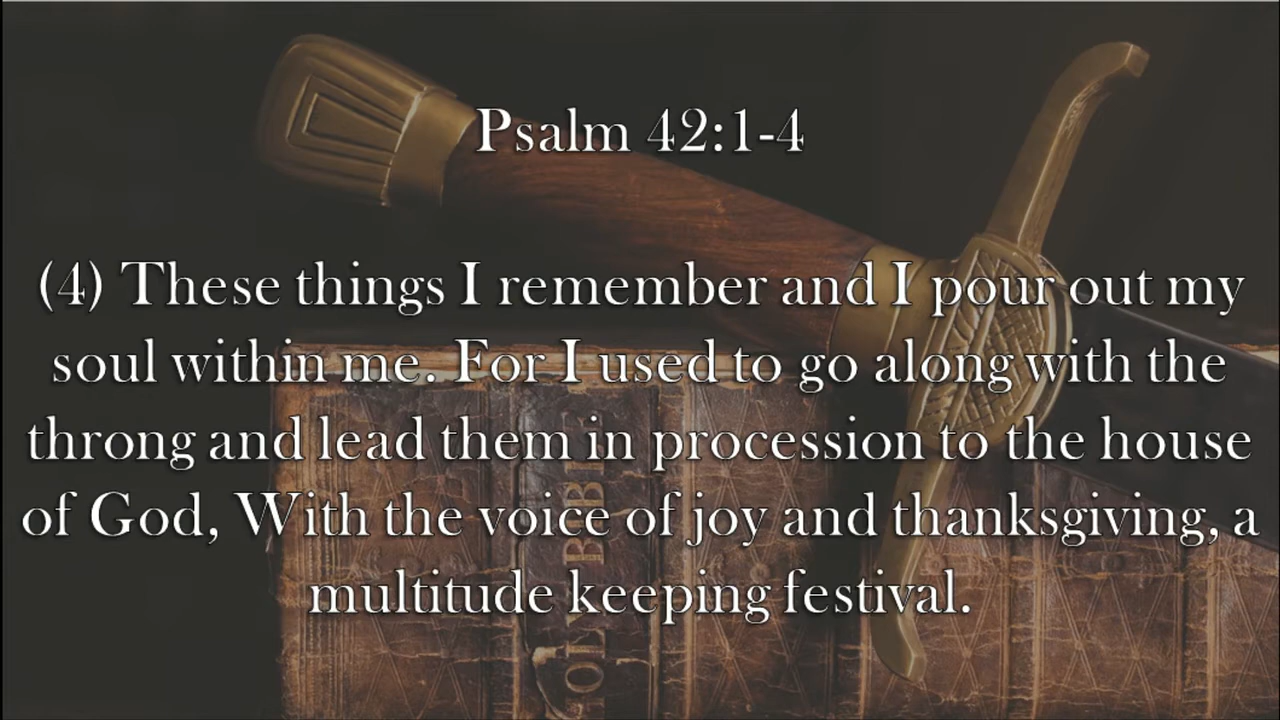 Psalm 42:1-4
(4) These things I remember and I pour out my
soul within me. For I used to go along with the
throng and lead them in procession to the house
of God, With the voice of joy and thanksgiving, a
multitude keeping festival.
HOLY BIBLE